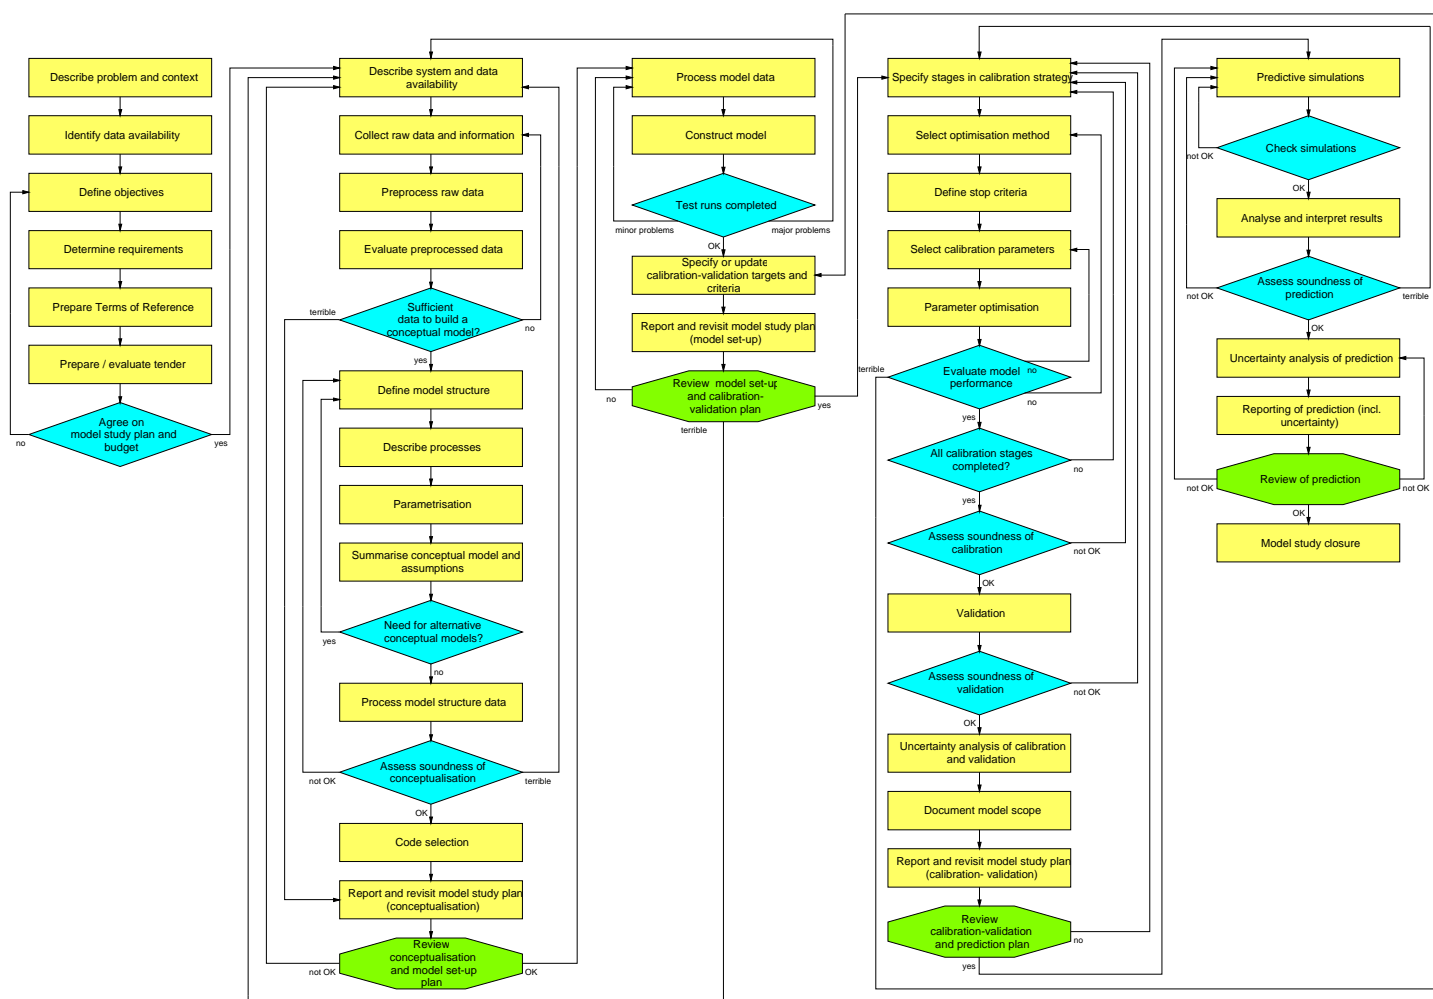 Describe problem and context
Identify data availability
Define objectives
Determine requirements
Prepare Terms of Reference
Prepare / evaluate tender
Agree on
model study plan and
budget
no
yes
Describe system and data
availability
Collect raw data and information
Preprocess raw data
Evaluate preprocessed data
Sufficient
data to build a
conceptual model?
terrible
no
yes
Define model structure
Describe processes
Parametrisation
Summarise conceptual model and
assumptions
Need for alternative
conceptual models?
yes
no
Process model structure data
Assess soundness of
conceptualisation
not OK
terrible
OK
Code selection
Report and revisit model study plan
(conceptualisation)
Review
conceptualisation
and model set-up
plan
not OK
OK
Process model data
Construct model
Test runs completed
minor problems
major problems
OK
Specify or update
calibration-validation targets and
criteria
Report and revisit model study plan
(model set-up)
Review model set-up
and calibration-
validation plan
no
yes
terrible
Specify stages in calibration strategy
Select optimisation method
Define stop criteria
Select calibration parameters
Parameter optimisation
Evaluate model
performance
terrible
no
no
yes
All calibration stages
completed?
no
yes
Assess soundness of
calibration
not OK
OK
Validation
Assess soundness of
validation
not OK
OK
Uncertainty analysis of calibration
and validation
Document model scope
Report and revisit model study plan
(calibration- validation)
Review
calibration-validation
and prediction plan
no
yes
Predictive simulations
Check simulations
not OK
OK
Analyse and interpret results
Assess soundness of
prediction
not OK
terrible
OK
Uncertainty analysis of prediction
Reporting of prediction (incl.
uncertainty)
Review of prediction
not OK
not OK
OK
Model study closure